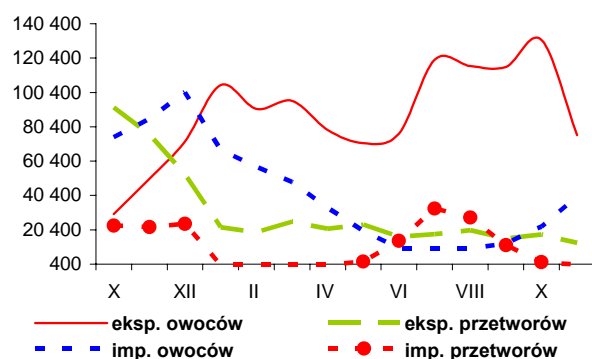 140 400
120 400
100 400
80 400
60 400
40 400
20 400
400
X XII II IV VI VIII X
eksp. owoców eksp. przetworów
imp. owoców imp. przetworów